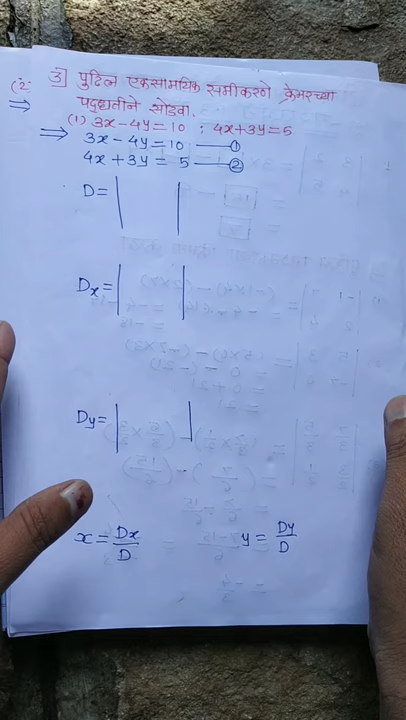 3] पुढिल एकसामयिक समीकरणे क्रेमरच्या
(2:
⇒ पद्धतीने सोडवा.
(1) 3x-4y=10 ; 4x+3y=5
⇒ 3x-4y=10 —①
4x+3y= 5 —②
D= | |
Dx= | |
Dy= | |
x = Dx/D y = Dy/D